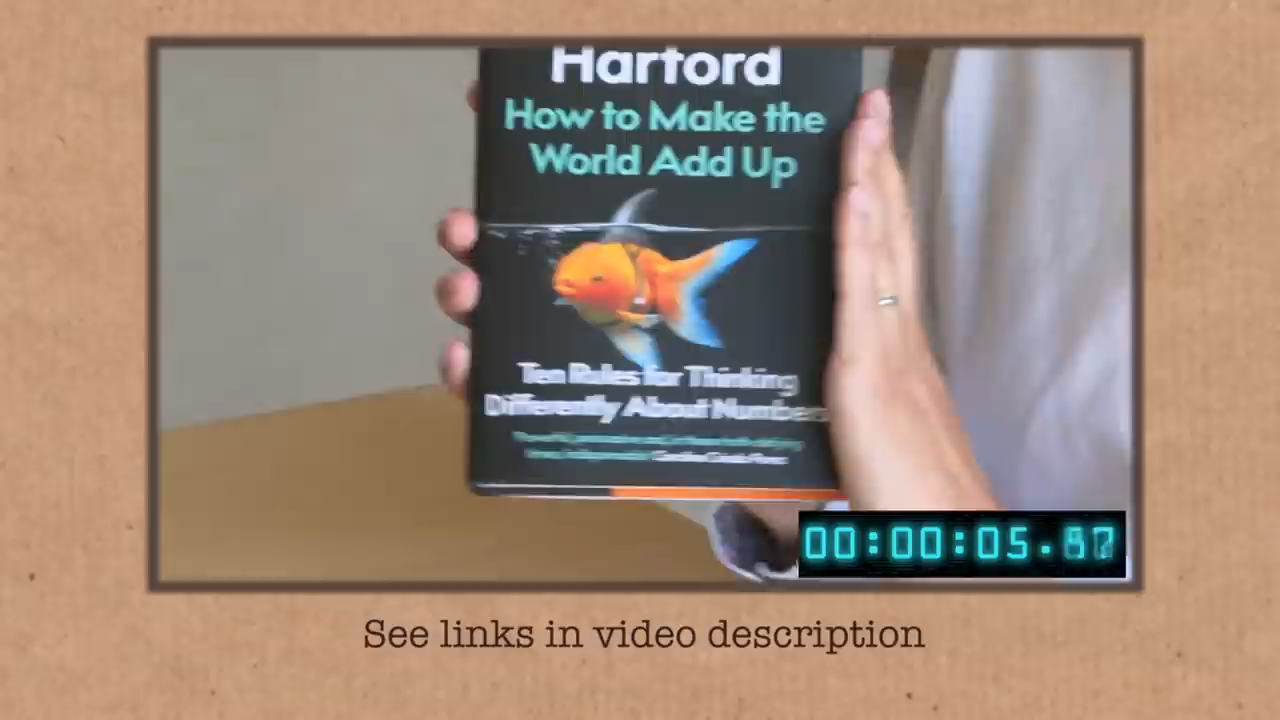 Harford
How to Make the
World Add Up
Ten Rules for Thinking
Differently About Numbers
00:00:05.
See links in video description